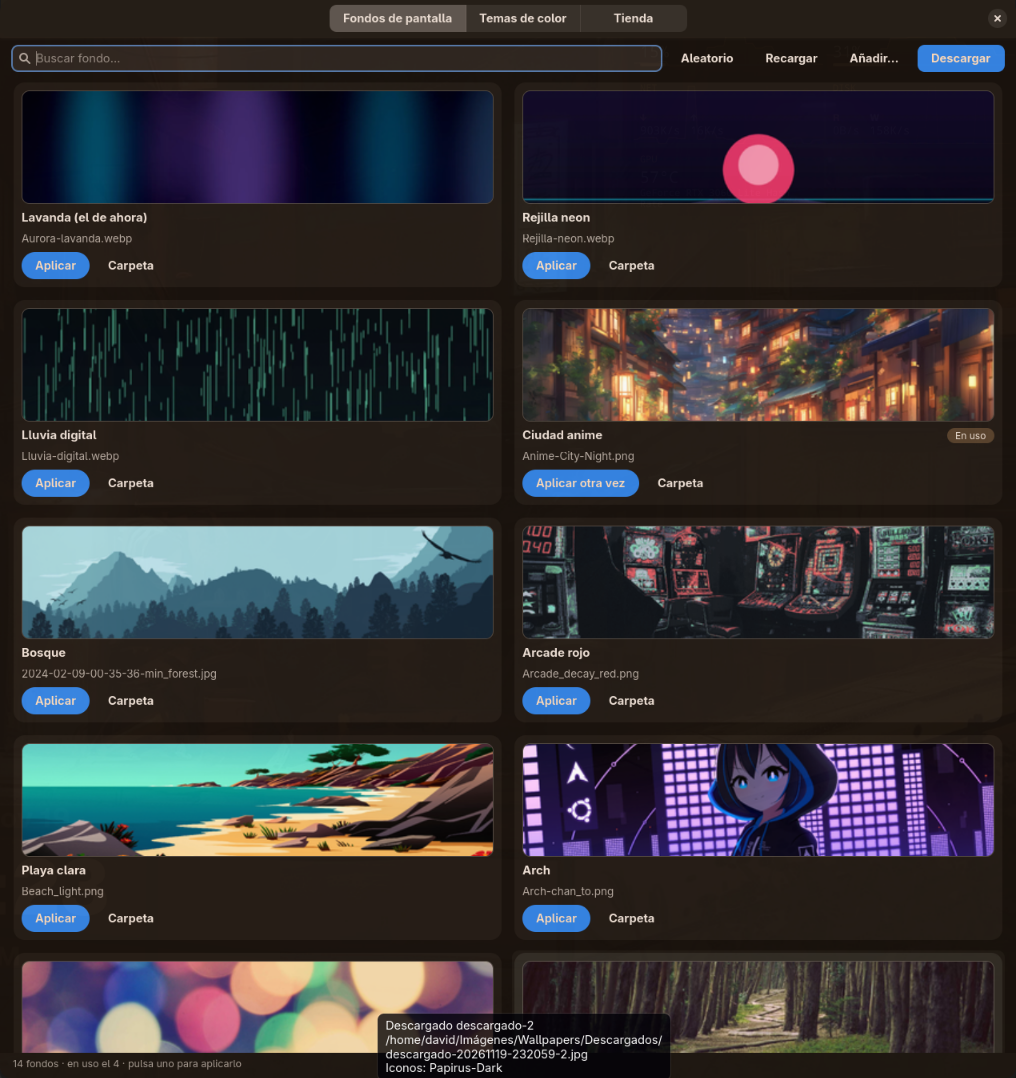 Fondos de pantalla
Temas de color
Tienda
Buscar fondo...
Aleatorio
Recargar
Añadir...
Descargar
Lavanda (el de ahora)
Aurora-lavanda.webp
Aplicar
Carpeta
Rejilla neon
Rejilla-neon.webp
Aplicar
Carpeta
Lluvia digital
Lluvia-digital.webp
Aplicar
Carpeta
Ciudad anime
En uso
Anime-City-Night.png
Aplicar otra vez
Carpeta
Bosque
2024-02-09-00-35-36-min_forest.jpg
Aplicar
Carpeta
Arcade rojo
Arcade_decay_red.png
Aplicar
Carpeta
Playa clara
Beach_light.png
Aplicar
Carpeta
Arch
Arch-chan_to.png
Aplicar
Carpeta
Descargado descargado-2
/home/david/Imágenes/Wallpapers/Descargados/
descargado-20261119-232059-2.jpg
Iconos: Papirus-Dark
14 fondos · en uso el 4 · pulsa uno para aplicarlo